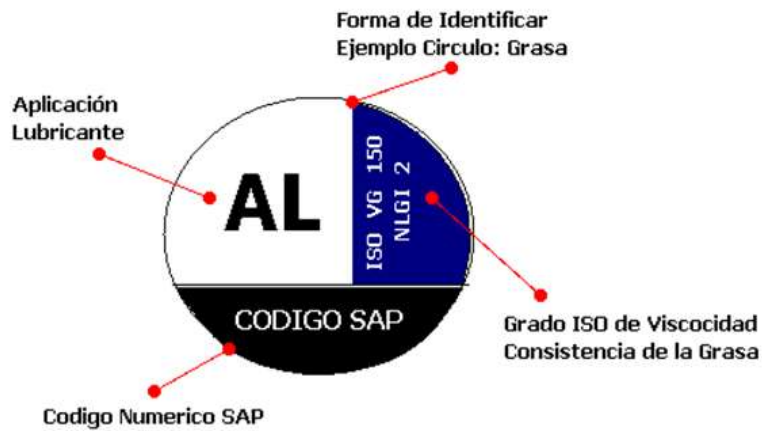 Forma de Identificar
Ejemplo Circulo: Grasa
Aplicación
Lubricante
AL
ISO VG 150
NLGI 2
CODIGO SAP
Grado ISO de Viscocidad
Consistencia de la Grasa
Codigo Numerico SAP